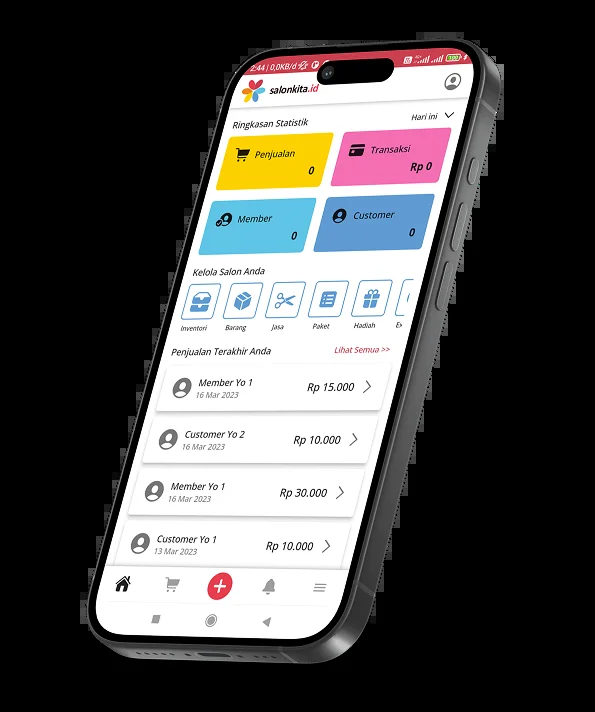 2:44 | 0,0KB/d
100
salonkita.id
Ringkasan Statistik
Hari ini
Penjualan
0
Transaksi
Rp 0
Member
0
Customer
0
Kelola Salon Anda
Inventori
Barang
Jasa
Paket
Hadiah
Penjualan Terakhir Anda
Lihat Semua >>
Member Yo 1
Rp 15.000
16 Mar 2023
Customer Yo 2
Rp 10.000
16 Mar 2023
Member Yo 1
Rp 30.000
16 Mar 2023
Customer Yo 1
Rp 10.000
13 Mar 2023